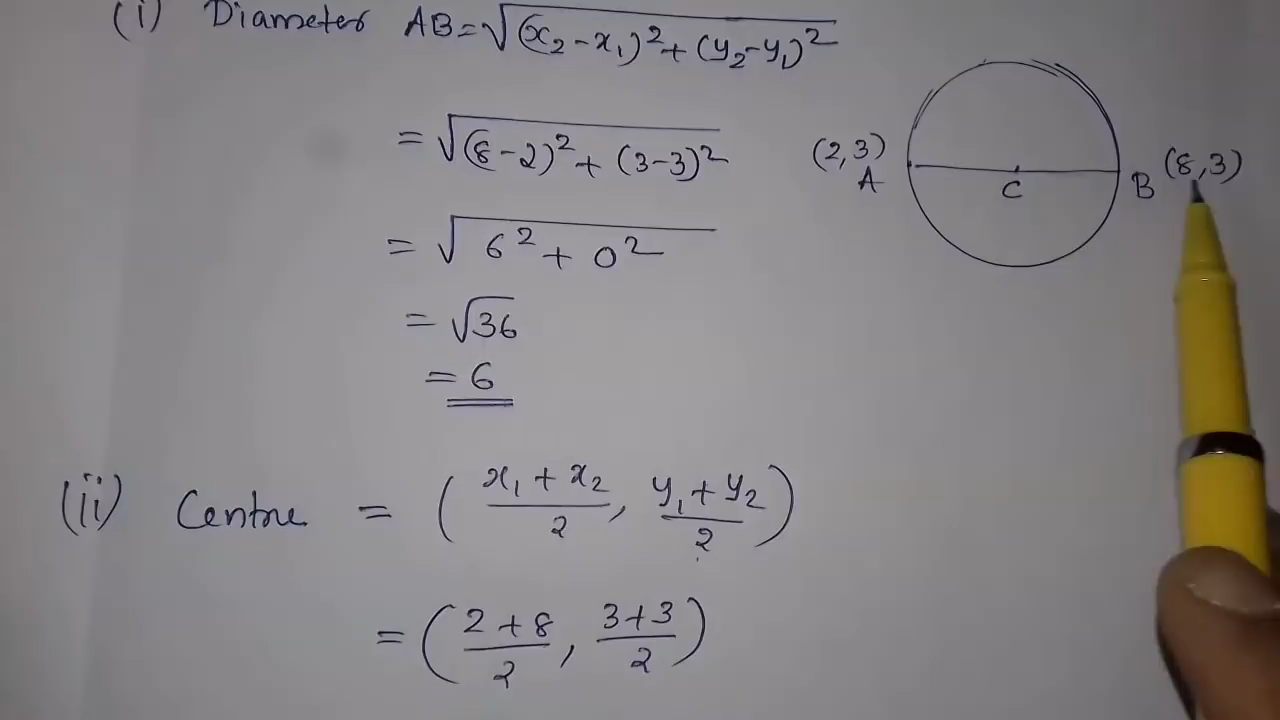 (i) Diameter AB = √(x₂ - x₁)² + (y₂ - y₁)²
= √(8 - 2)² + (3 - 3)²
= √6² + 0²
= √36
= 6
(2, 3)
A
C
B
(8, 3)
(ii) Centre = (x₁ + x₂/2, y₁ + y₂/2)
= (2 + 8/2, 3 + 3/2)